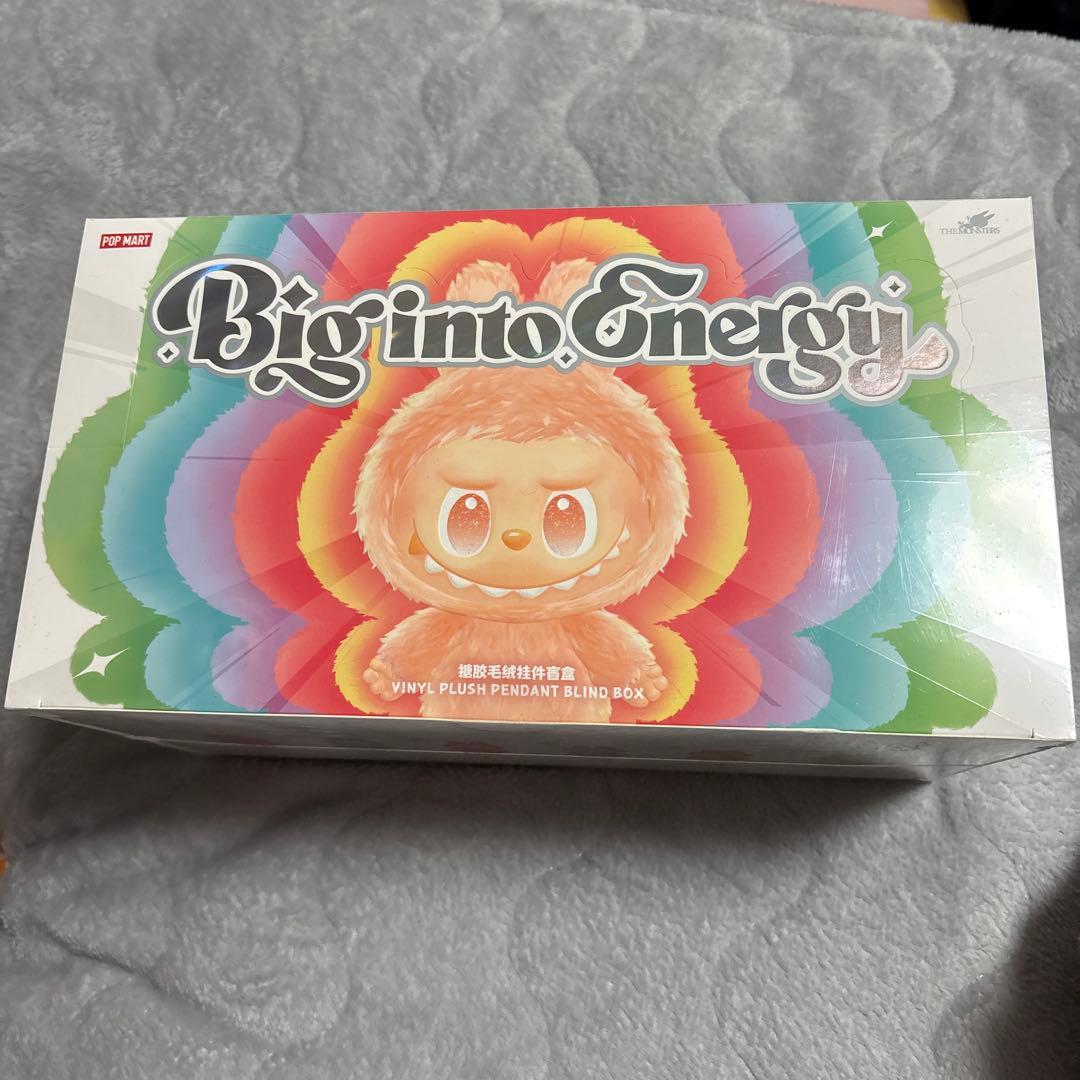 POP MART
THE MONSTERS
Big into Energy
搪胶毛绒挂件盲盒
VINYL PLUSH PENDANT BLIND BOX